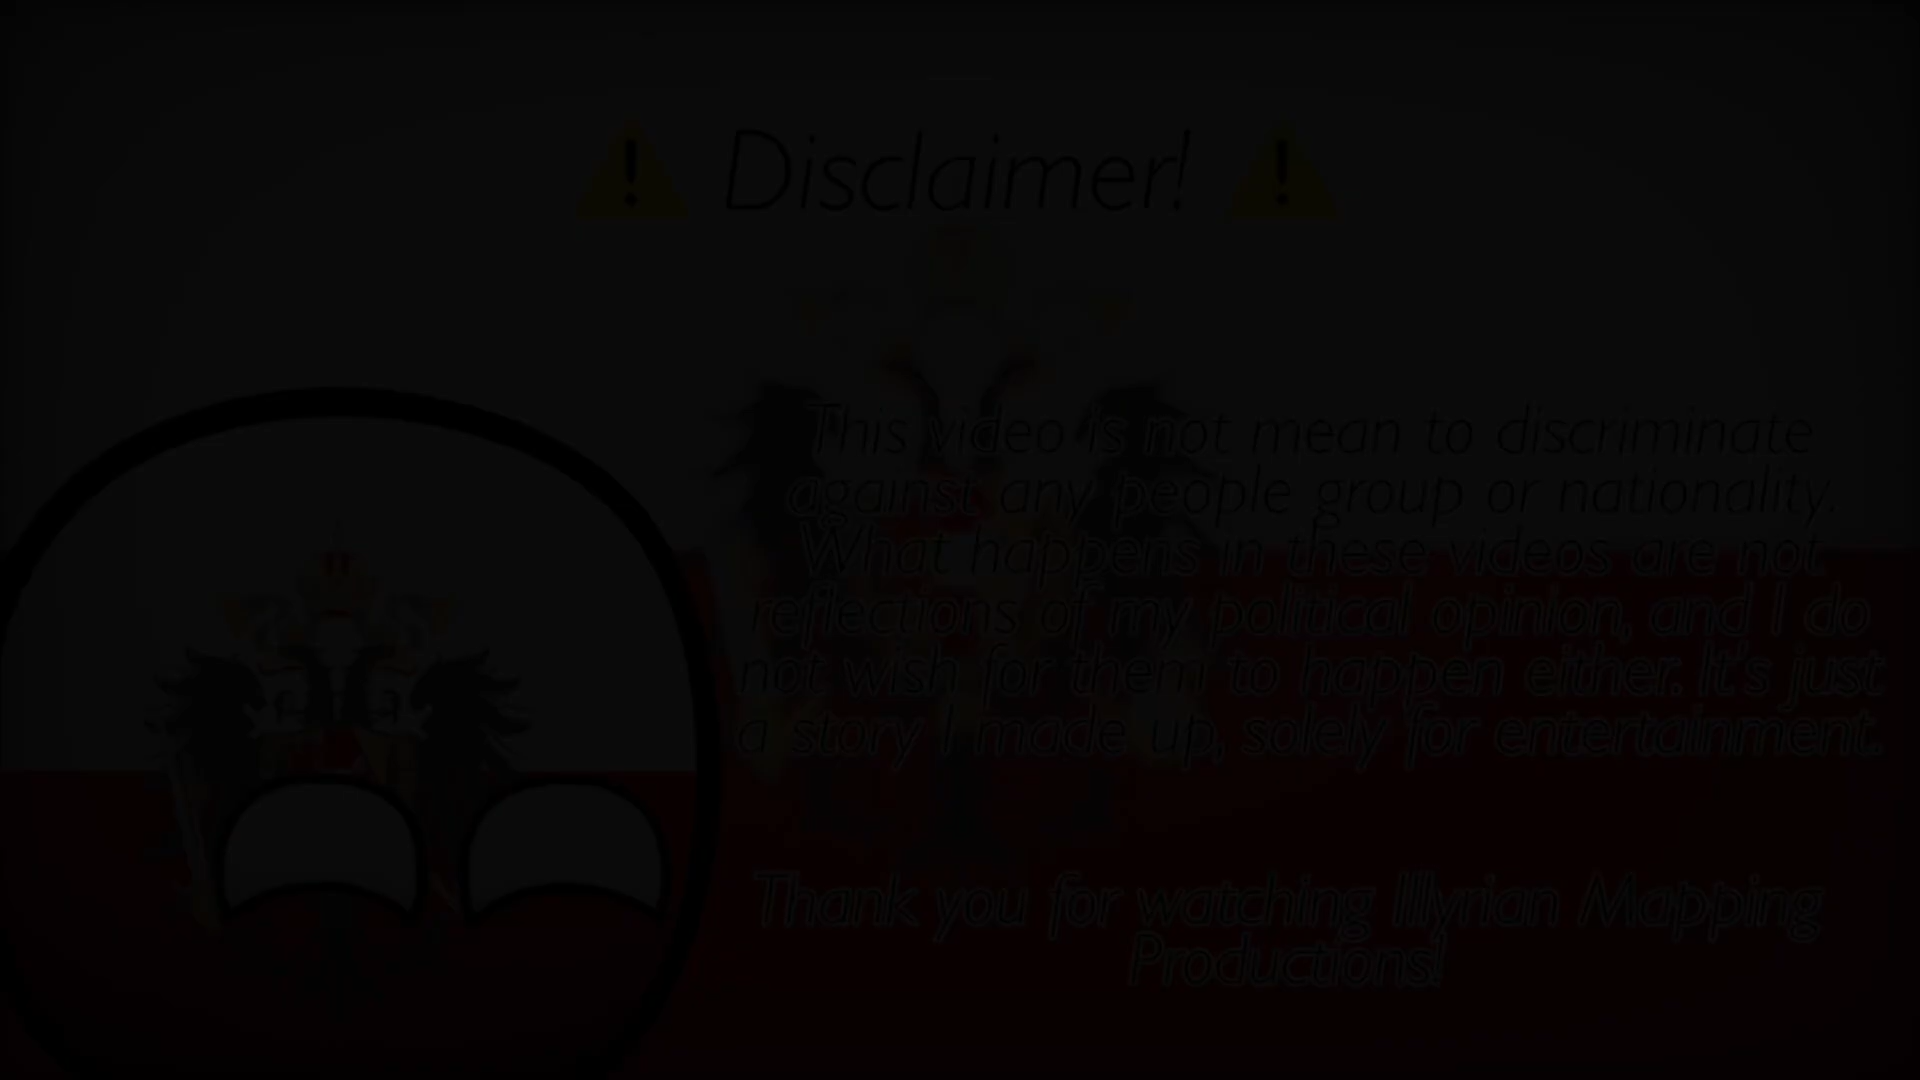 Disclaimer!
This video is not mean to discriminate
against any people group or nationality.
What happens in these videos are not
reflections of my political opinion, and I do
not wish for them to happen either. It's just
a story I made up, solely for entertainment.
Thank you for watching Illyrian Mapping
Productions!